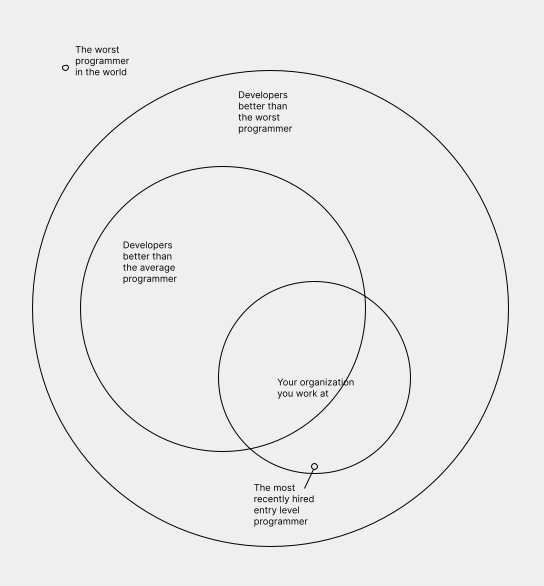 The worst
programmer
in the world
Developers
better than
the worst
programmer
Developers
better than
the average
programmer
Your organization
you work at
The most
recently hired
entry level
programmer